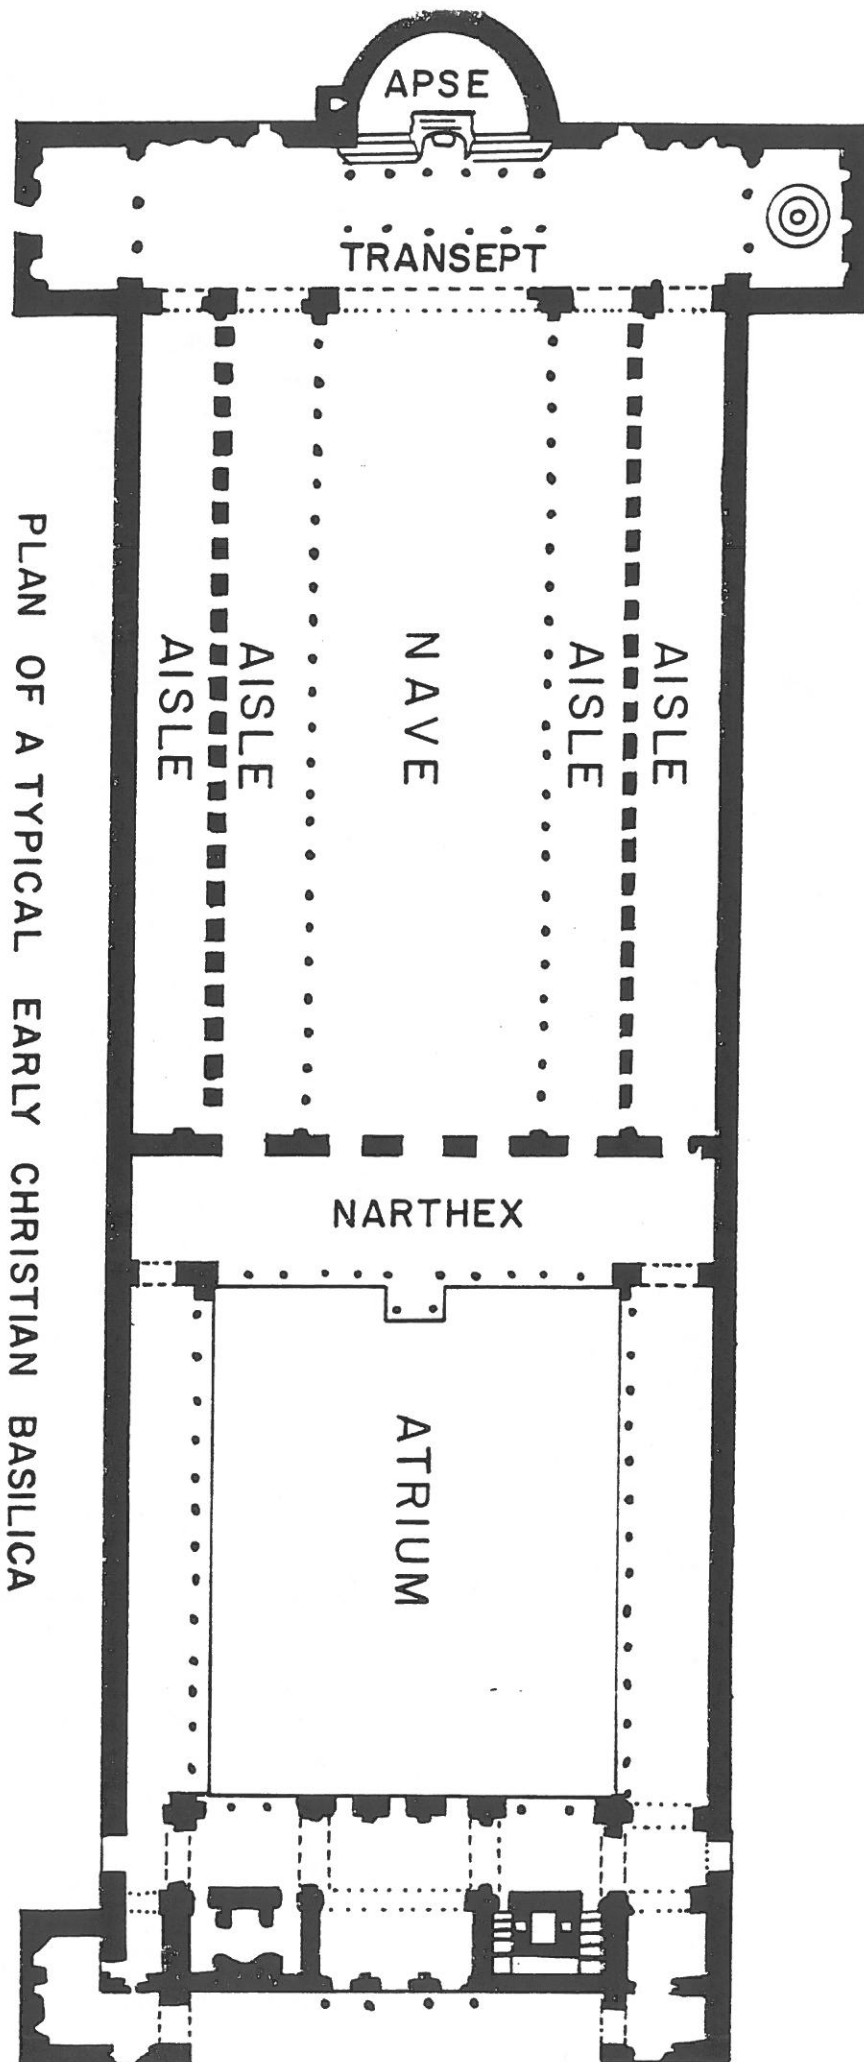 APSE
TRANSEPT
AISLE
AISLE
NAVE
AISLE
AISLE
NARTHEX
ATRIUM
PLAN OF A TYPICAL EARLY CHRISTIAN BASILICA